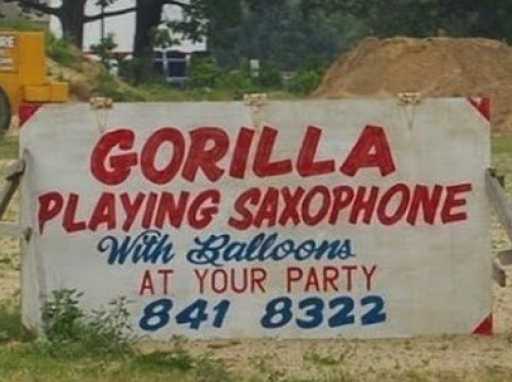 GORILLA
PLAYING SAXOPHONE
With Balloons
AT YOUR PARTY
841 8322